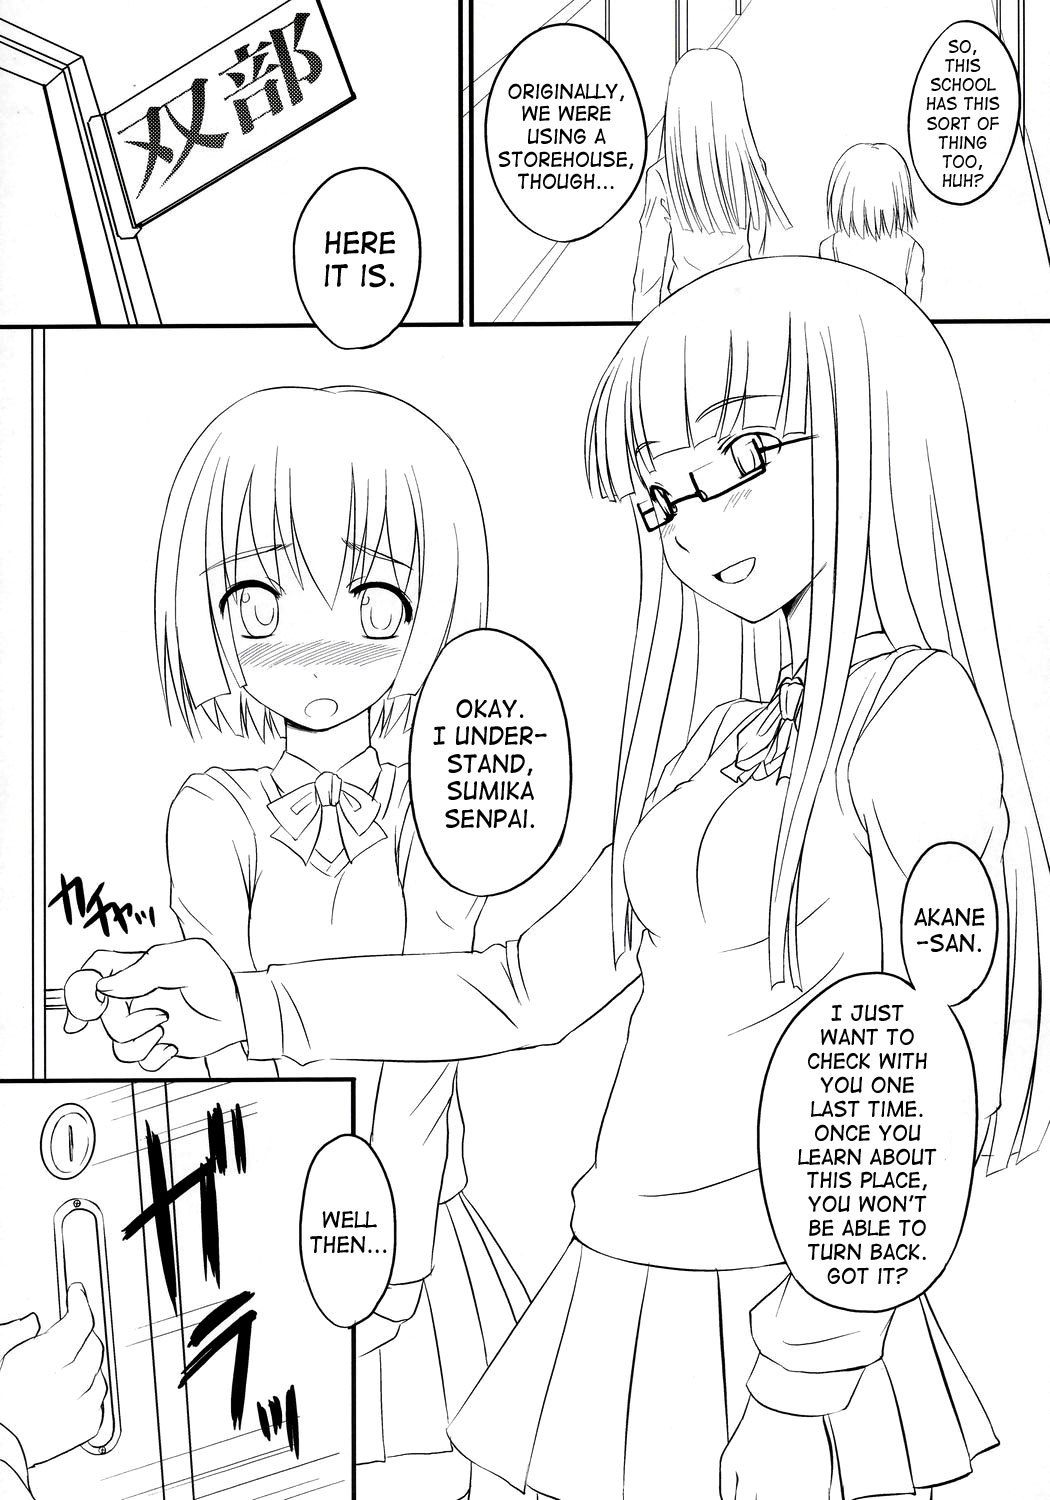 SO,
THIS
SCHOOL
HAS THIS
SORT OF
THING
TOO,
HUH?
ORIGINALLY,
WE WERE
USING A
STOREHOUSE,
THOUGH...
双部
HERE
IT IS.
OKAY.
I UNDER-
STAND,
SUMIKA
SENPAI.
AKANE
-SAN.
I JUST
WANT TO
CHECK WITH
YOU ONE
LAST TIME.
ONCE YOU
LEARN ABOUT
THIS PLACE,
YOU WON'T
BE ABLE TO
TURN BACK.
GOT IT?
ガチャッ
WELL
THEN...
ガラッ